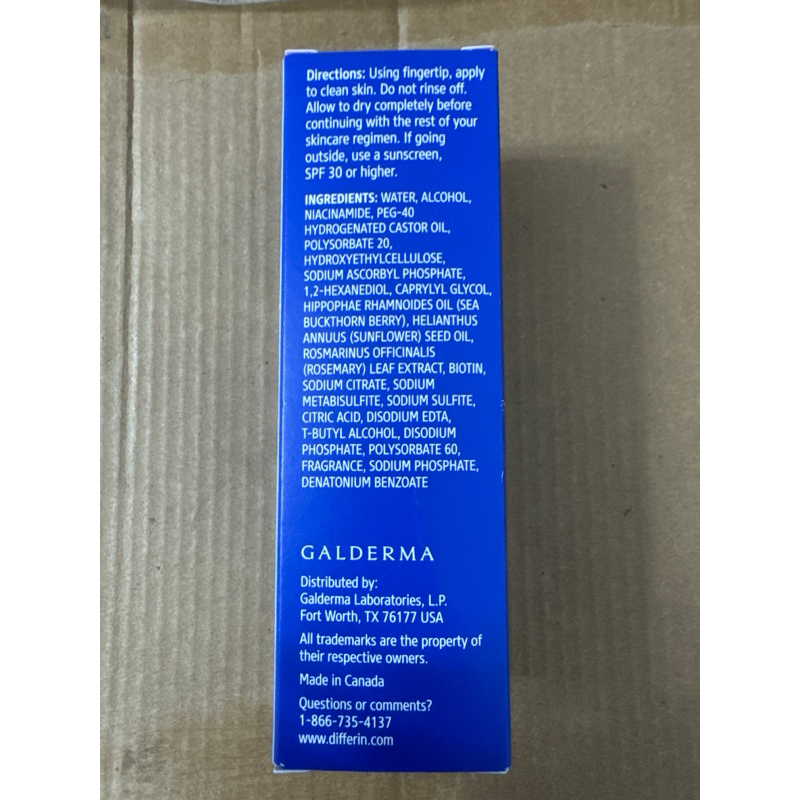 Directions: Using fingertip, apply
to clean skin. Do not rinse off.
Allow to dry completely before
continuing with the rest of your
skincare regimen. If going
outside, use a sunscreen,
SPF 30 or higher.
INGREDIENTS: WATER, ALCOHOL,
NIACINAMIDE, PEG-40
HYDROGENATED CASTOR OIL,
POLYSORBATE 20,
HYDROXYETHYLCELLULOSE,
SODIUM ASCORBYL PHOSPHATE,
1,2-HEXANEDIOL, CAPRYLYL GLYCOL,
HIPPOPHAE RHAMNOIDES OIL (SEA
BUCKTHORN BERRY), HELIANTHUS
ANNUUS (SUNFLOWER) SEED OIL,
ROSMARINUS OFFICINALIS
(ROSEMARY) LEAF EXTRACT, BIOTIN,
SODIUM CITRATE, SODIUM
METABISULFITE, SODIUM SULFITE,
CITRIC ACID, DISODIUM EDTA,
T-BUTYL ALCOHOL, DISODIUM
PHOSPHATE, POLYSORBATE 60,
FRAGRANCE, SODIUM PHOSPHATE,
DENATONIUM BENZOATE
GALDERMA
Distributed by:
Galderma Laboratories, L.P.
Fort Worth, TX 76177 USA
All trademarks are the property of
their respective owners.
Made in Canada
Questions or comments?
1-866-735-4137
www.differin.com